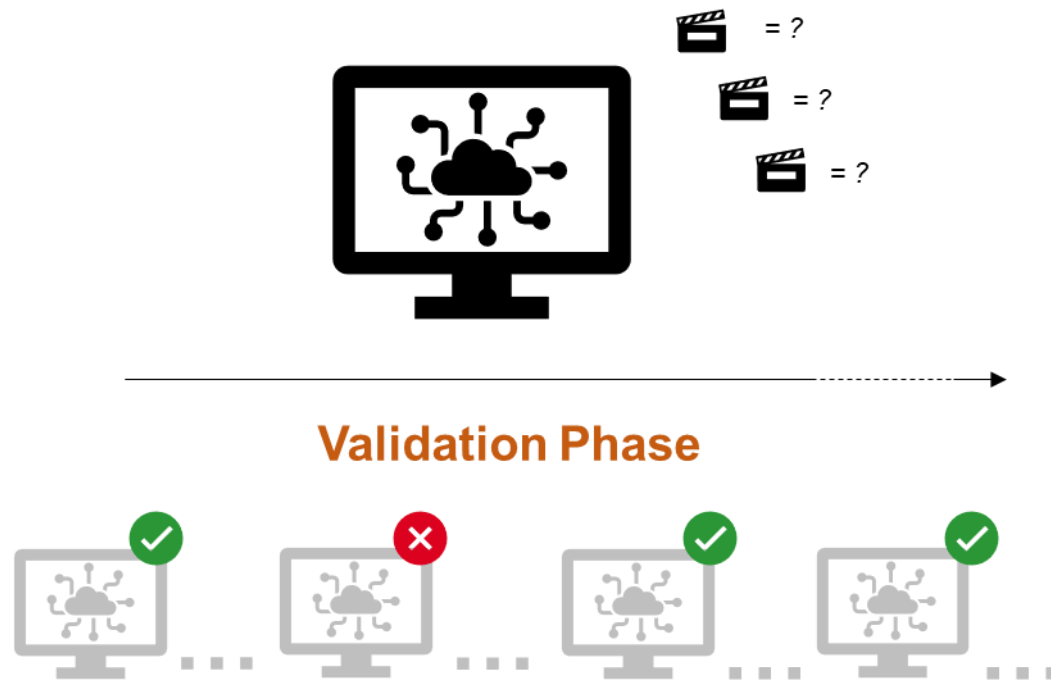 = ?
= ?
= ?
Validation Phase